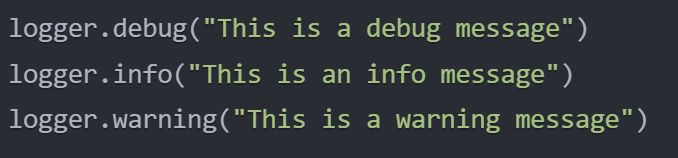 logger.debug("This is a debug message")
logger.info("This is an info message")
logger.warning("This is a warning message")